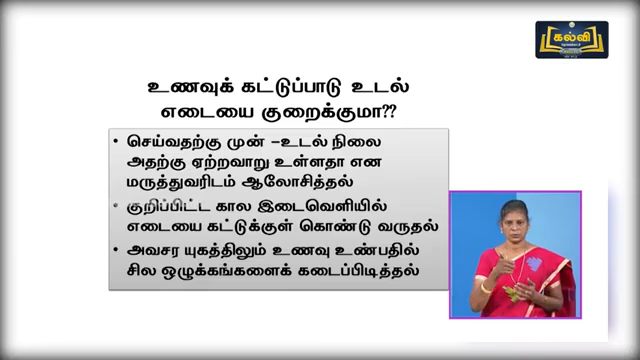 கல்வி
உணவுக் கட்டுப்பாடு உடல்
எடையை குறைக்குமா??
• செய்வதற்கு முன் –உடல் நிலை
அதற்கு ஏற்றவாறு உள்ளதா என
மருத்துவரிடம் ஆலோசித்தல்
• குறிப்பிட்ட கால இடைவெளியில்
எடையை கட்டுக்குள் கொண்டு வருதல்
• அவசர யுகத்திலும் உணவு உண்பதில்
சில ஒழுக்கங்களைக் கடைப்பிடித்தல்